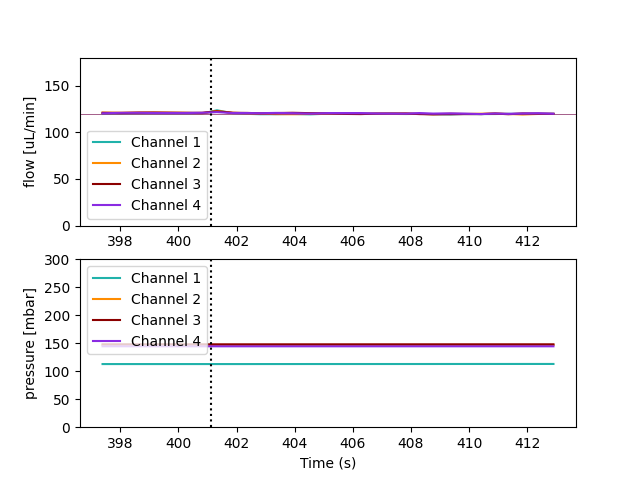 flow [uL/min]
150
100
50
0
Channel 1
Channel 2
Channel 3
Channel 4
398 400 402 404 406 408 410 412
pressure [mbar]
300
250
200
150
100
50
0
Channel 1
Channel 2
Channel 3
Channel 4
398 400 402 404 406 408 410 412
Time (s)